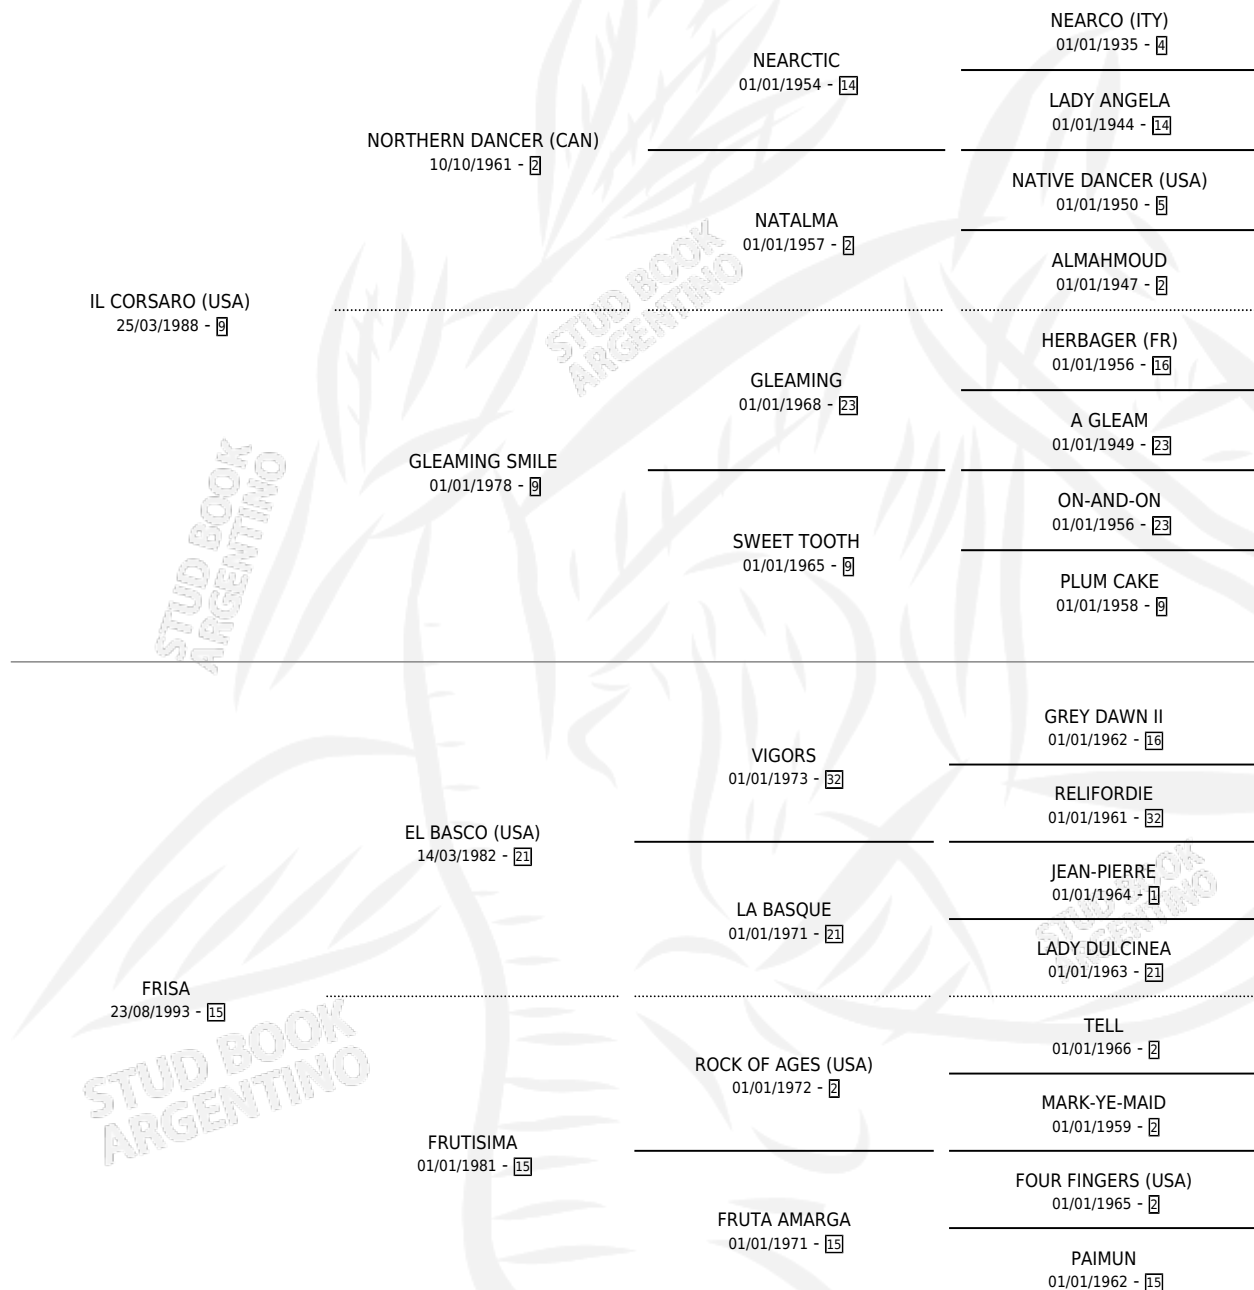 NEARCO (ITY)
01/01/1935 - 4
NEARCTIC
01/01/1954 - 14
LADY ANGELA
01/01/1944 - 14
NORTHERN DANCER (CAN)
10/10/1961 - 2
NATIVE DANCER (USA)
01/01/1950 - 5
NATALMA
01/01/1957 - 2
ALMAHMOUD
01/01/1947 - 2
IL CORSARO (USA)
25/03/1988 - 9
HERBAGER (FR)
01/01/1956 - 16
GLEAMING
01/01/1968 - 23
A GLEAM
01/01/1949 - 23
GLEAMING SMILE
01/01/1978 - 9
ON-AND-ON
01/01/1956 - 23
SWEET TOOTH
01/01/1965 - 9
PLUM CAKE
01/01/1958 - 9
STUD BOOK
ARGENTINO
STUD BOOK
ARGENTINO
GREY DAWN II
01/01/1962 - 16
VIGORS
01/01/1973 - 32
RELIFORDIE
01/01/1961 - 32
EL BASCO (USA)
14/03/1982 - 21
JEAN-PIERRE
01/01/1964 - 1
LA BASQUE
01/01/1971 - 21
LADY DULCINEA
01/01/1963 - 21
STUD BOOK
ARGENTINO
FRISA
23/08/1993 - 15
TELL
01/01/1966 - 2
ROCK OF AGES (USA)
01/01/1972 - 2
MARK-YE-MAID
01/01/1959 - 2
STUD BOOK
ARGENTINO
FRUTISIMA
01/01/1981 - 15
FOUR FINGERS (USA)
01/01/1965 - 2
FRUTA AMARGA
01/01/1971 - 15
PAIMUN
01/01/1962 - 15